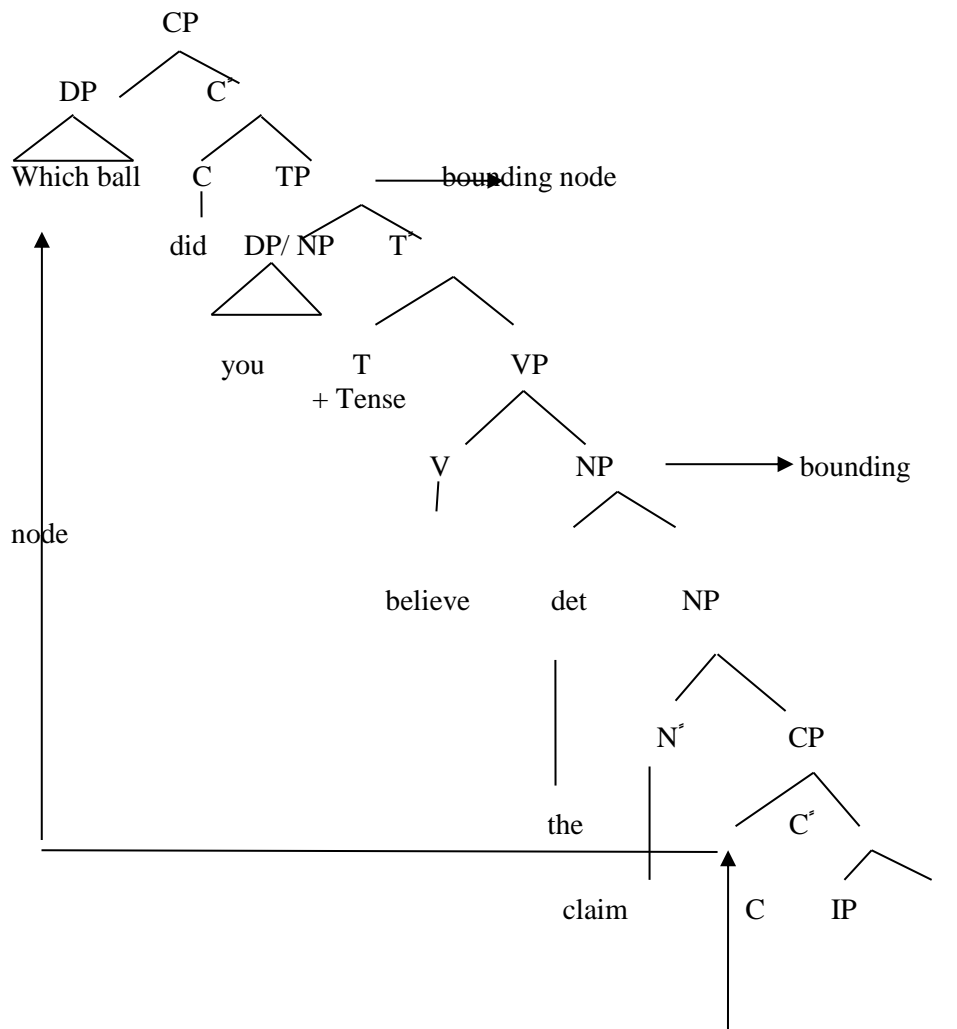 CP
DP C"
Which ball C TP bounding node
did DP/ NP T"
you T VP
+ Tense
V NP bounding
node
believe det NP
N" CP
the C"
claim C IP